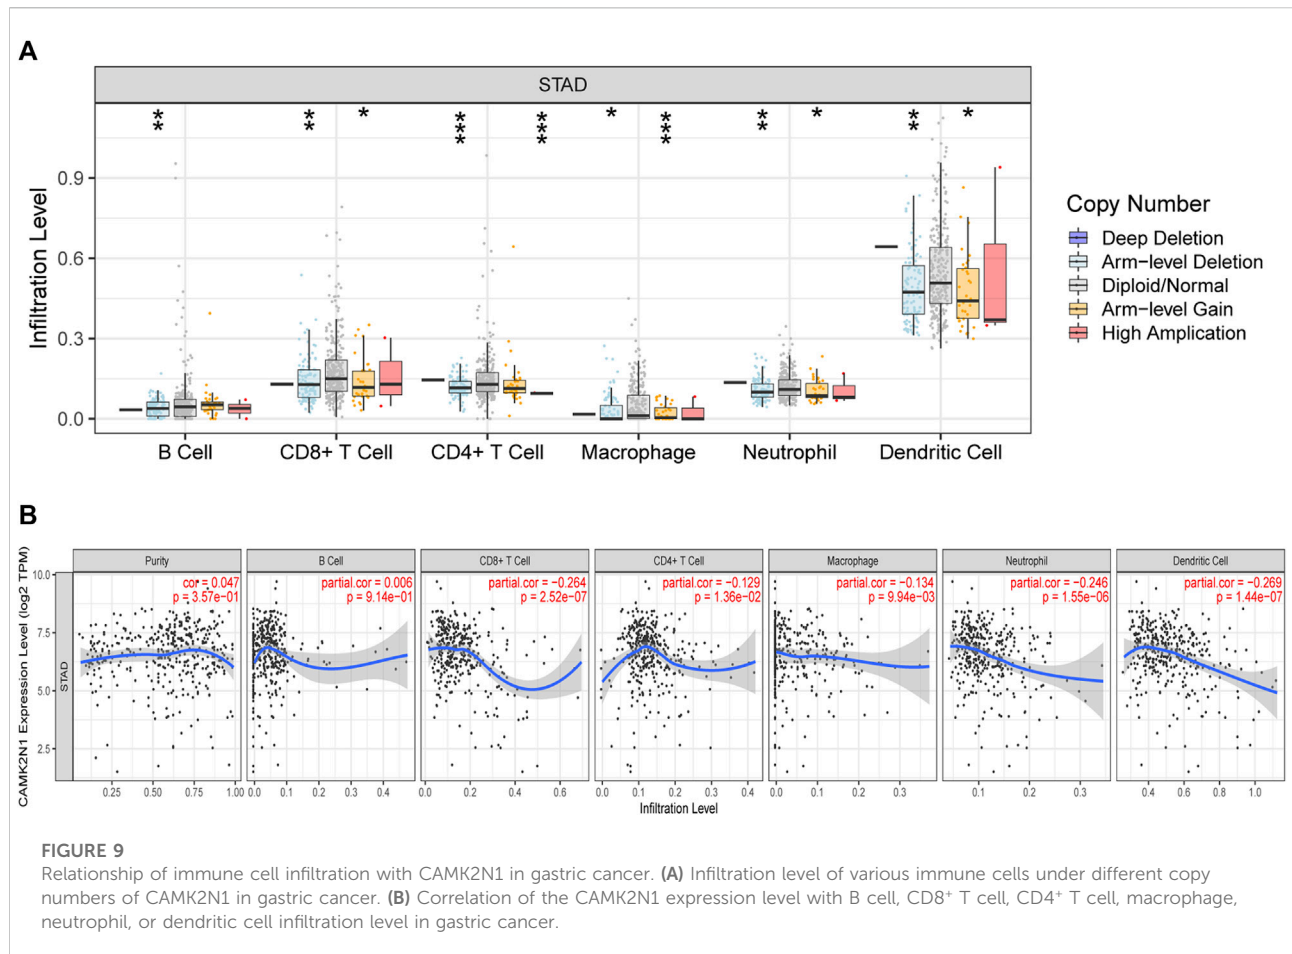 A
STAD
** ** * *** *** * *** ** * ** *
Infiltration Level
0.9
0.6
0.3
0.0
B Cell CD8+ T Cell CD4+ T Cell Macrophage Neutrophil Dendritic Cell
Copy Number
Deep Deletion
Arm-level Deletion
Diploid/Normal
Arm-level Gain
High Amplication
B
CAMK2N1 Expression Level (log2 TPM)
STAD
10.0
7.5
5.0
2.5
Purity
cor = 0.047
p = 3.57e-01
0.25 0.50 0.75 1.00
B Cell
partial.cor = 0.006
p = 9.14e-01
0.0 0.1 0.2 0.3 0.4
CD8+ T Cell
partial.cor = -0.264
p = 2.52e-07
0.0 0.2 0.4 0.6
CD4+ T Cell
partial.cor = -0.129
p = 1.36e-02
0.0 0.1 0.2 0.3 0.4
Macrophage
partial.cor = -0.134
p = 9.94e-03
0.0 0.1 0.2 0.3
Neutrophil
partial.cor = -0.246
p = 1.55e-06
0.1 0.2 0.3
Dendritic Cell
partial.cor = -0.269
p = 1.44e-07
0.4 0.6 0.8 1.0
Infiltration Level
FIGURE 9
Relationship of immune cell infiltration with CAMK2N1 in gastric cancer. (A) Infiltration level of various immune cells under different copy
numbers of CAMK2N1 in gastric cancer. (B) Correlation of the CAMK2N1 expression level with B cell, CD8⁺ T cell, CD4⁺ T cell, macrophage,
neutrophil, or dendritic cell infiltration level in gastric cancer.